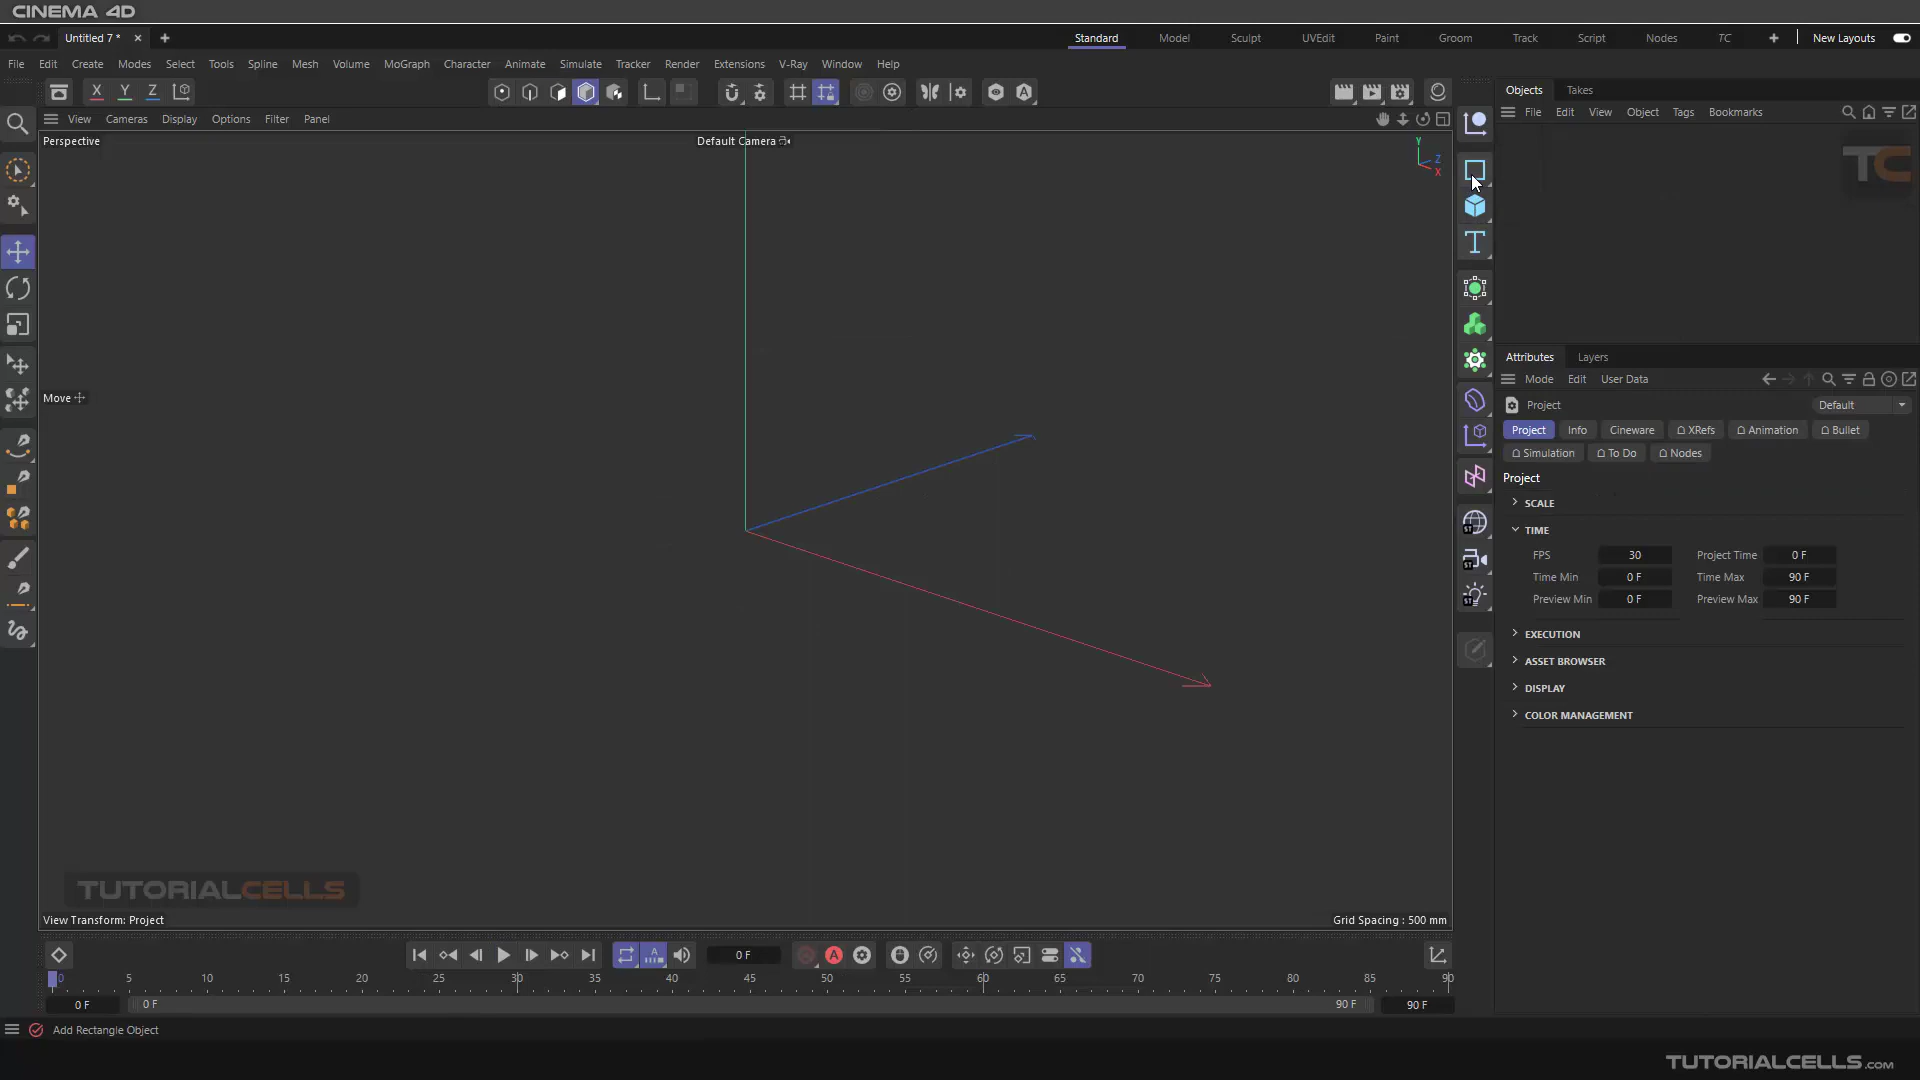 CINEMA 4D
Untitled 7 *
Standard Model Sculpt UVEdit Paint Groom Track Script Nodes TC New Layouts
File Edit Create Modes Select Tools Spline Mesh Volume MoGraph Character Animate Simulate Tracker Render Extensions V-Ray Window Help
X Y Z
Objects Takes
File Edit View Object Tags Bookmarks
View Cameras Display Options Filter Panel
Perspective
Default Camera
Y
Z
X
TC
Move
Attributes Layers
Mode Edit User Data
Project
Default
Project Info Cineware XRefs Animation Bullet
Simulation To Do Nodes
Project
SCALE
TIME
FPS 30 Project Time 0 F
Time Min 0 F Time Max 90 F
Preview Min 0 F Preview Max 90 F
EXECUTION
ASSET BROWSER
DISPLAY
COLOR MANAGEMENT
ST
ST
ST
TUTORIALCELLS
View Transform: Project
Grid Spacing : 500 mm
0 F
0 5 10 15 20 25 30 35 40 45 50 55 60 65 70 75 80 85 90
0 F 0 F 90 F 90 F
Add Rectangle Object
TUTORIALCELLS.COM